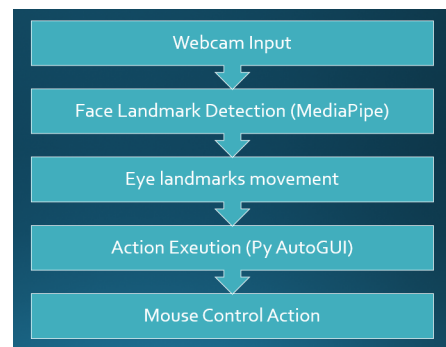 Webcam Input
Face Landmark Detection (MediaPipe)
Eye landmarks movement
Action Exeution (Py AutoGUI)
Mouse Control Action